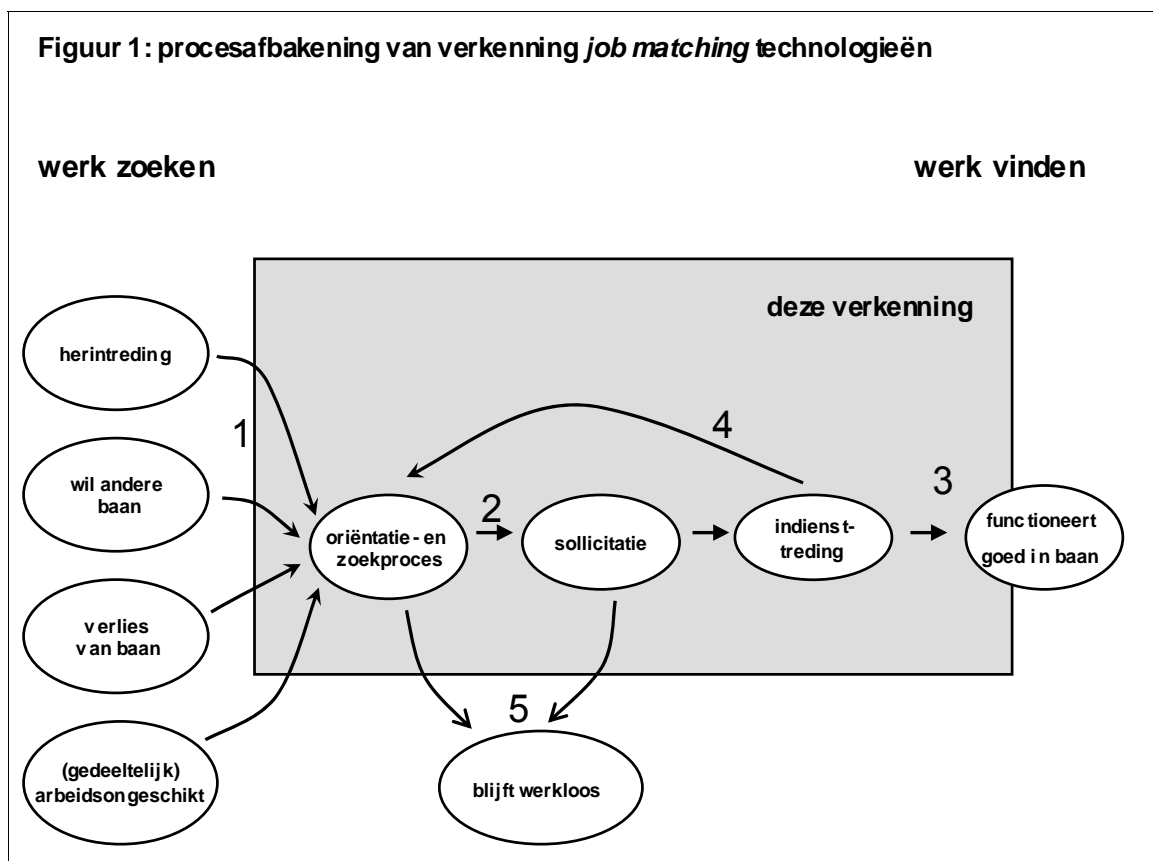 Figuur 1: procesafbakening van verkenning job matching technologieën
werk zoeken
werk vinden
deze verkenning
herintreding
1
4
wil andere
baan
2
3
oriëntatie- en
zoekproces
sollicitatie
indienst-
treding
functioneert
goed in baan
verlies
van baan
5
(gedeeltelijk)
arbeidsongeschikt
blijft werkloos